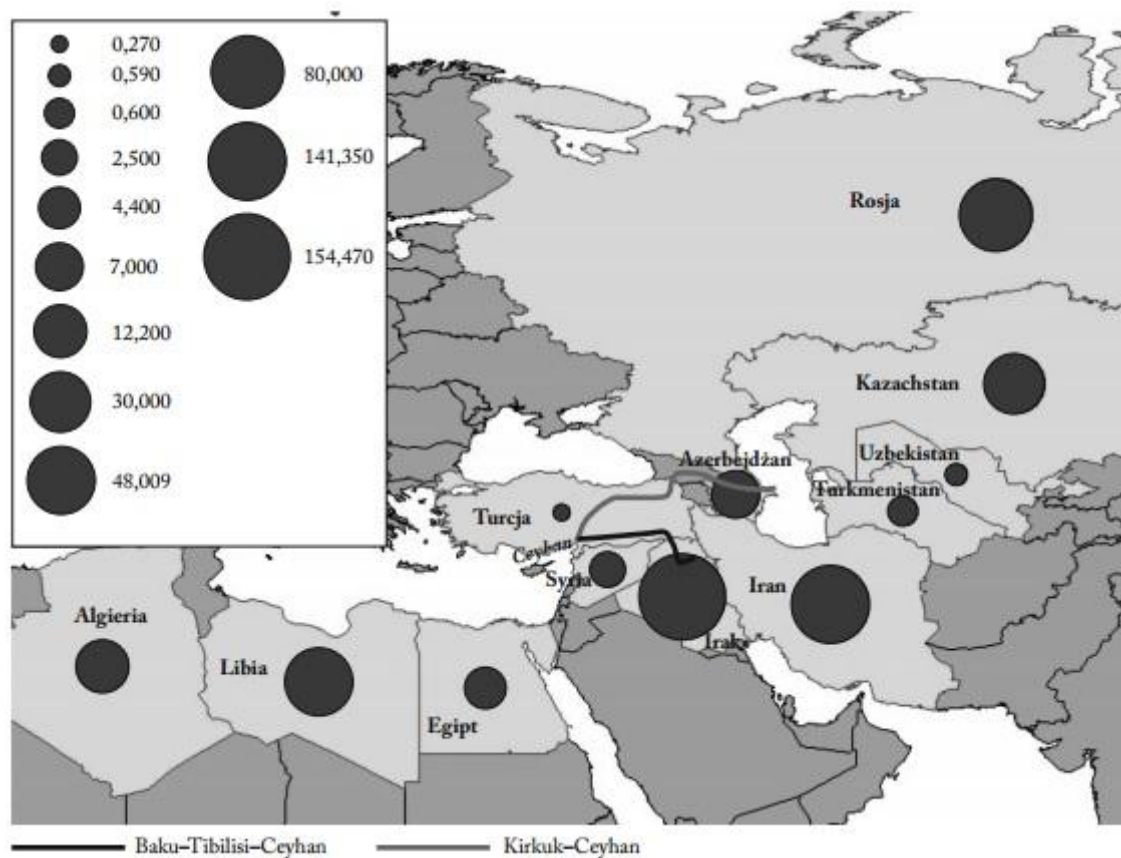 0,270
0,590
0,600
2,500
4,400
7,000
12,200
30,000
48,009
80,000
141,350
154,470
Rosja
Kazachstan
Uzbekistan
Azerbejdżan
Turkmenistan
Turcja
Ceyhan
Syria
Iran
Irak
Algieria
Libia
Egipt
Baku–Tibilisi–Ceyhan
Kirkuk–Ceyhan